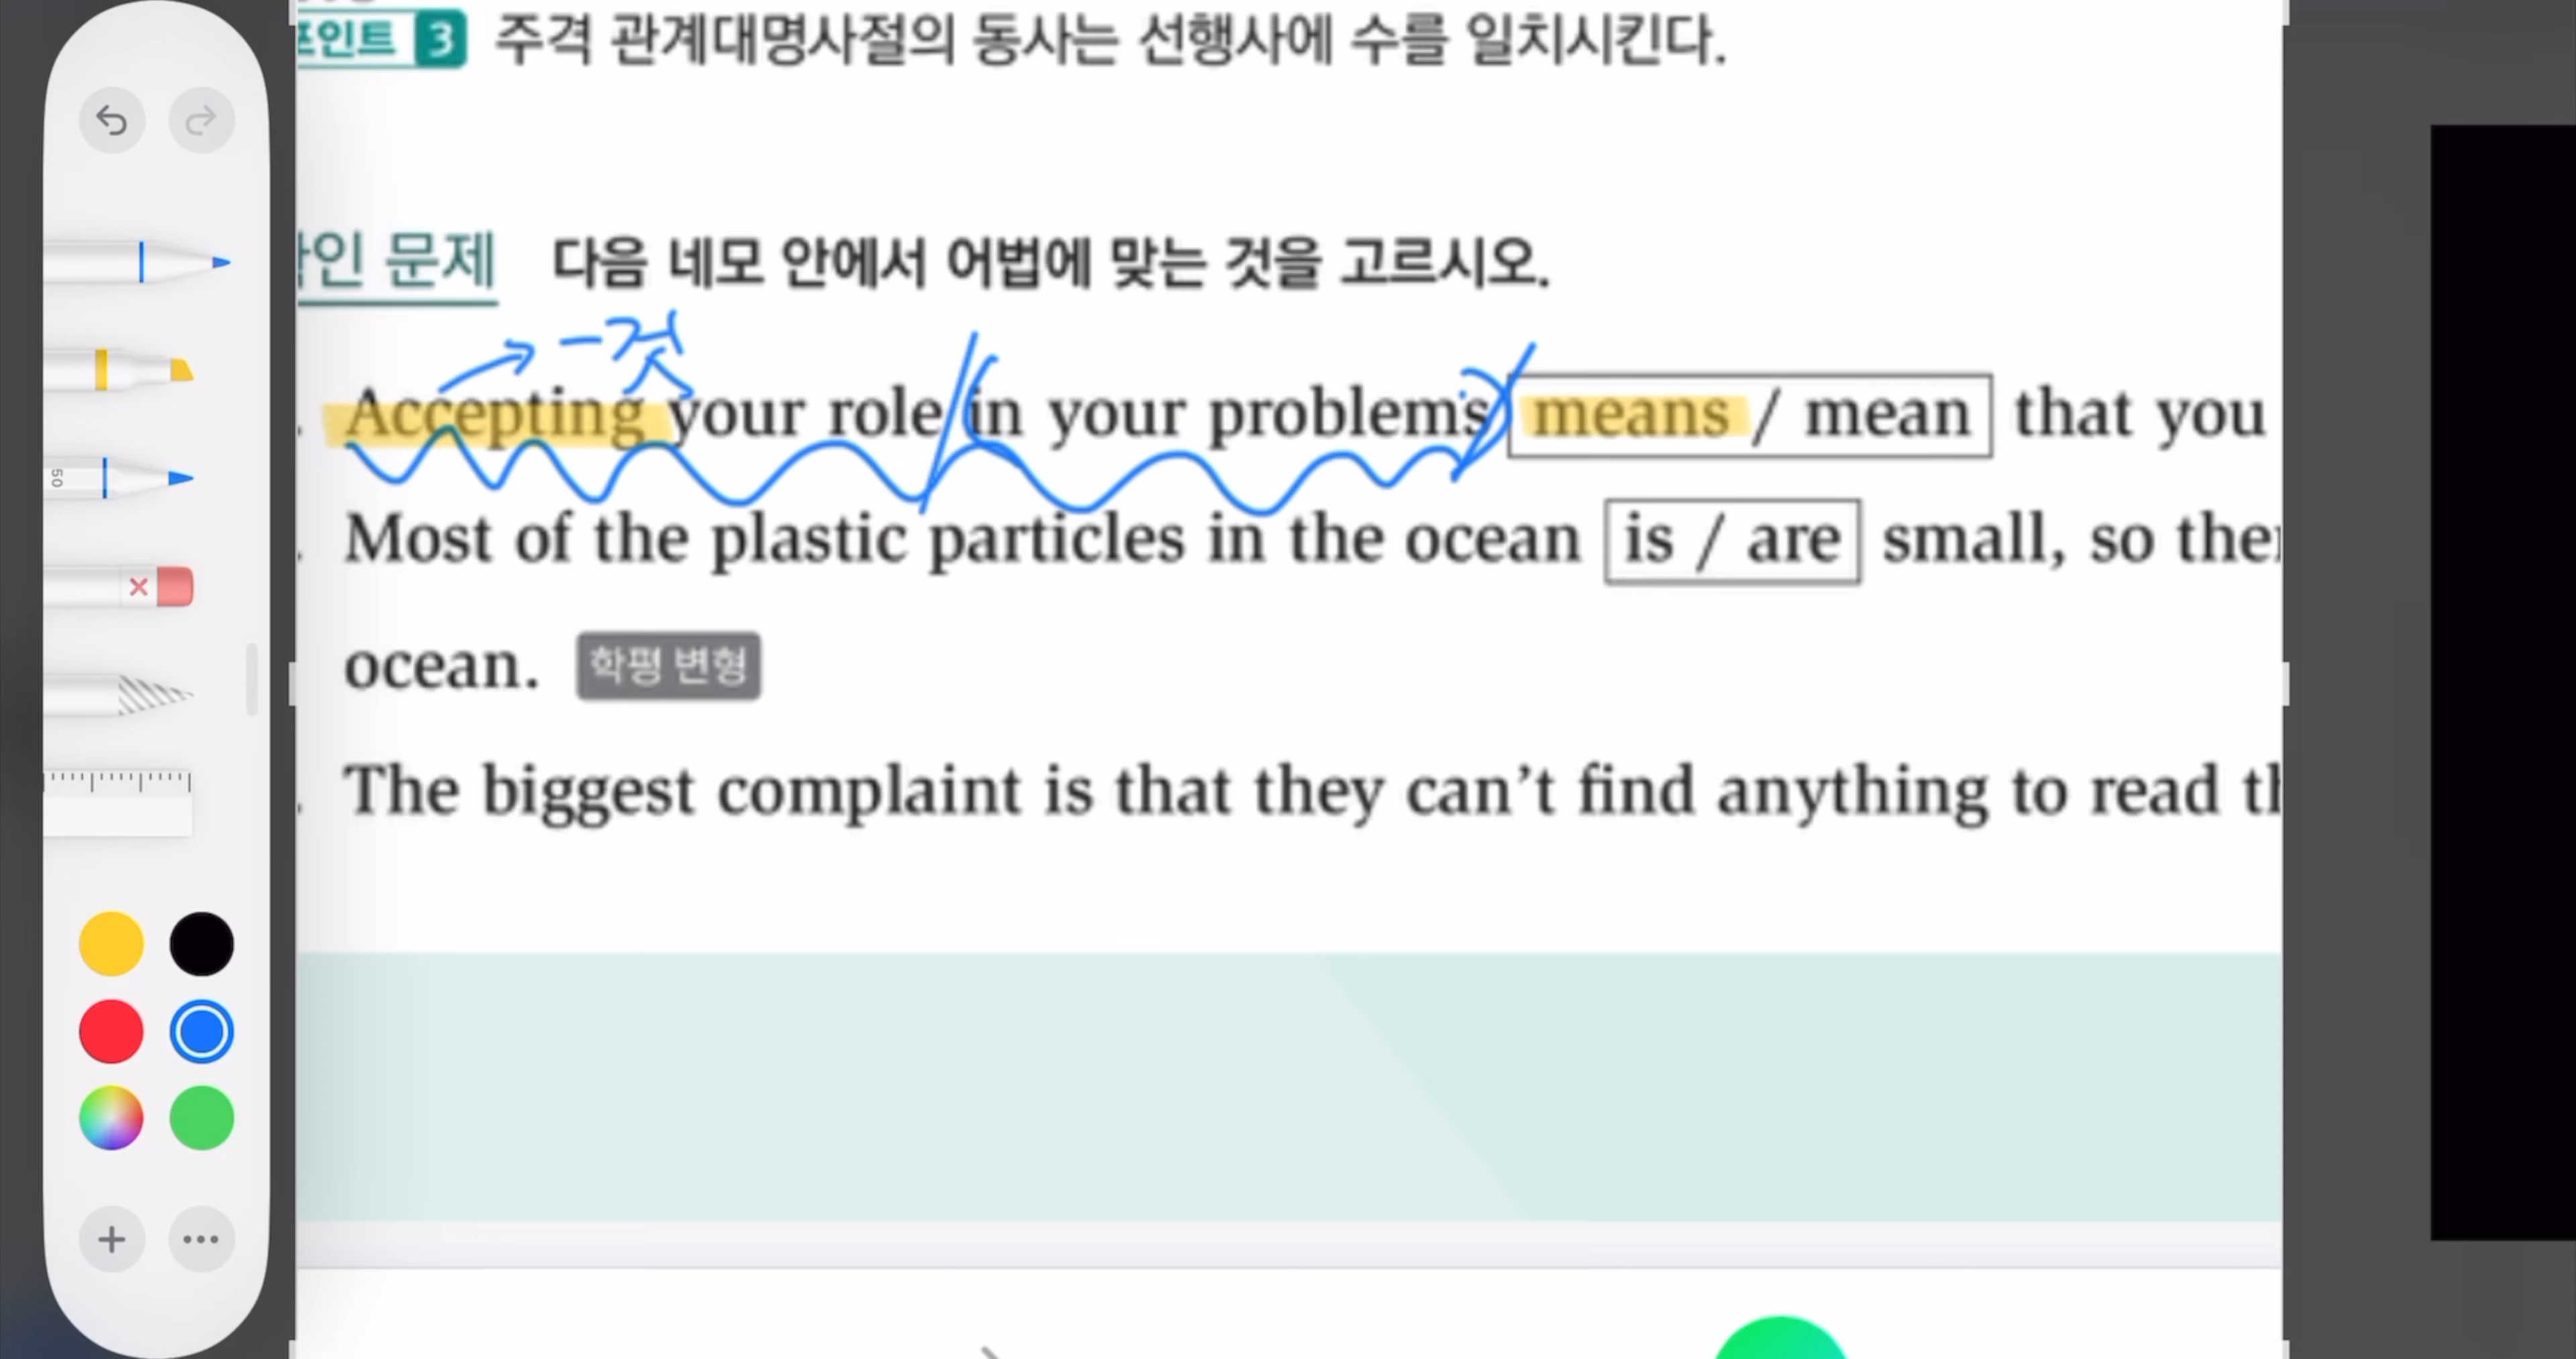 포인트 3 주격 관계대명사절의 동사는 선행사에 수를 일치시킨다.
인 문제 다음 네모 안에서 어법에 맞는 것을 고르시오.
-것
Accepting your role in your problems means / mean that you
Most of the plastic particles in the ocean is / are small, so
ocean. 학평 변형
The biggest complaint is that they can't find anything to read
50